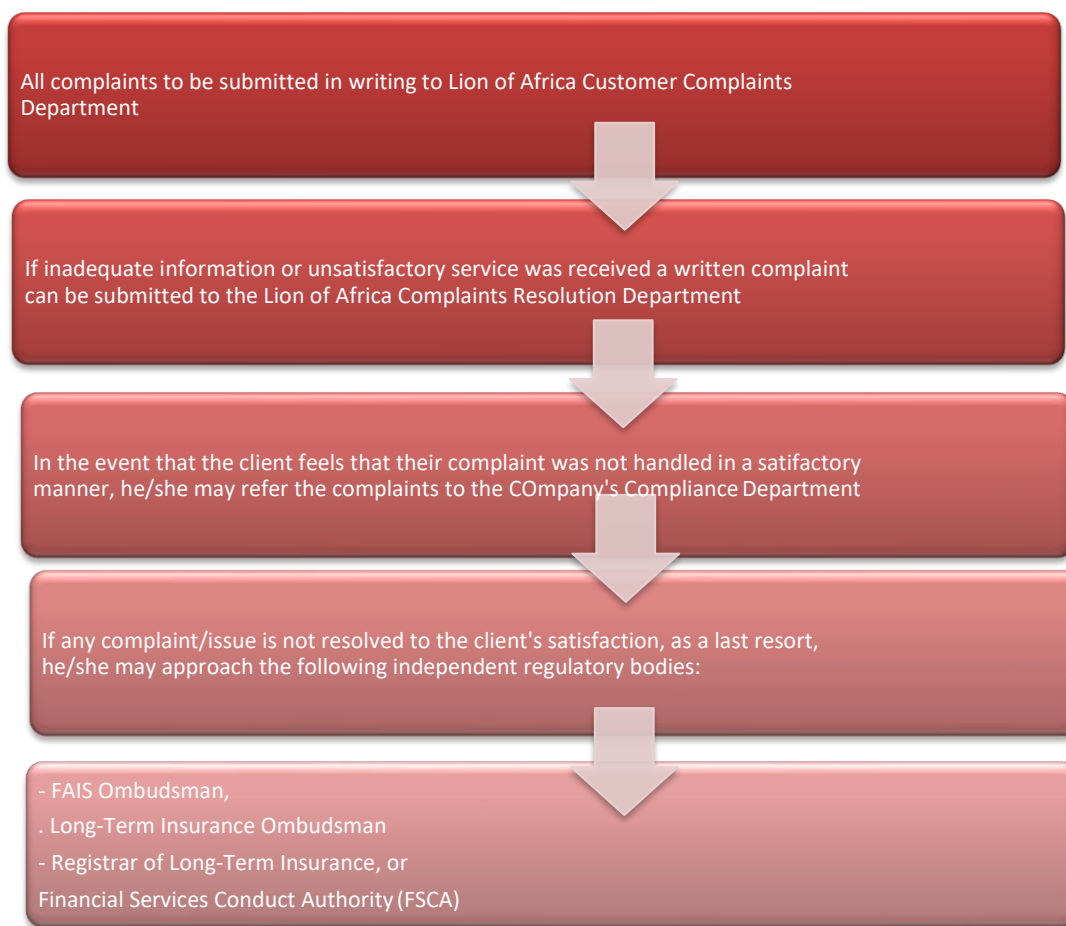 All complaints to be submitted in writing to Lion of Africa Customer Complaints
Department
If inadequate information or unsatisfactory service was received a written complaint
can be submitted to the Lion of Africa Complaints Resolution Department
In the event that the client feels that their complaint was not handled in a satifactory
manner, he/she may refer the complaints to the COmpany's Compliance Department
If any complaint/issue is not resolved to the client's satisfaction, as a last resort,
he/she may approach the following independent regulatory bodies:
- FAIS Ombudsman,
. Long-Term Insurance Ombudsman
- Registrar of Long-Term Insurance, or
Financial Services Conduct Authority (FSCA)